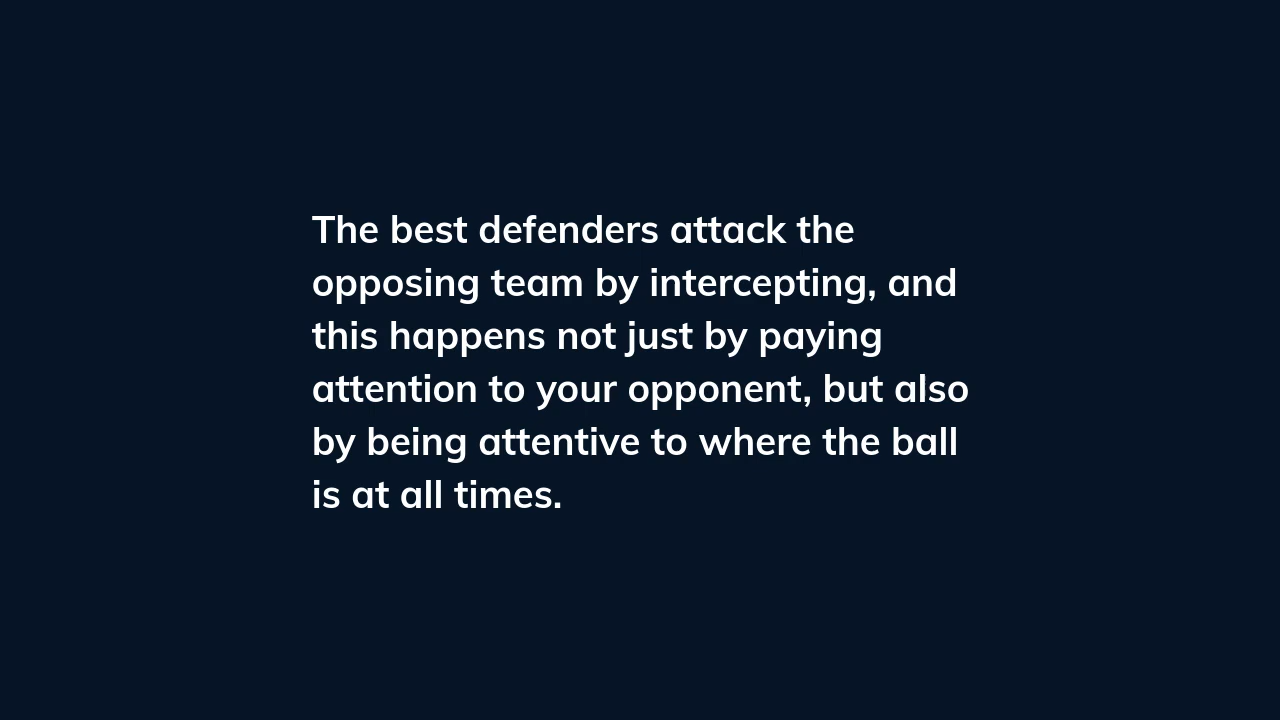 The best defenders attack the
opposing team by intercepting, and
this happens not just by paying
attention to your opponent, but also
by being attentive to where the ball
is at all times.